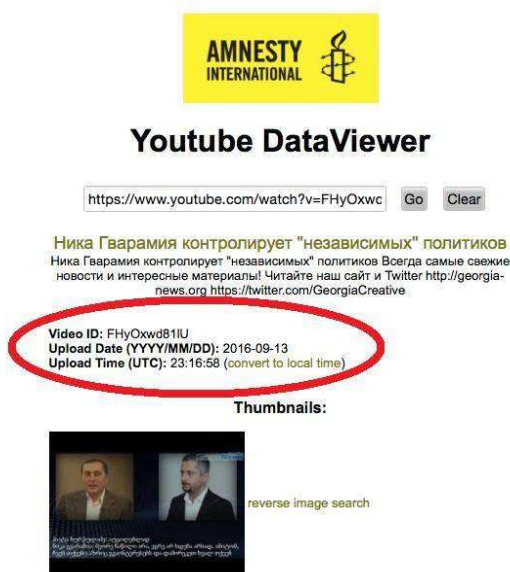 AMNESTY
INTERNATIONAL
Youtube DataViewer
https://www.youtube.com/watch?v=FHyOxwc
Go
Clear
Ника Гварамия контролирует "независимых" политиков
Ника Гварамия контролирует "независимых" политиков Всегда самые свежие
новости и интересные материалы! Читайте наш сайт и Twitter http://georgia-
news.org https://twitter.com/GeorgiaCreative
Video ID: FHyOxwd81IU
Upload Date (YYYY/MM/DD): 2016-09-13
Upload Time (UTC): 23:16:58 (convert to local time)
Thumbnails:
reverse image search